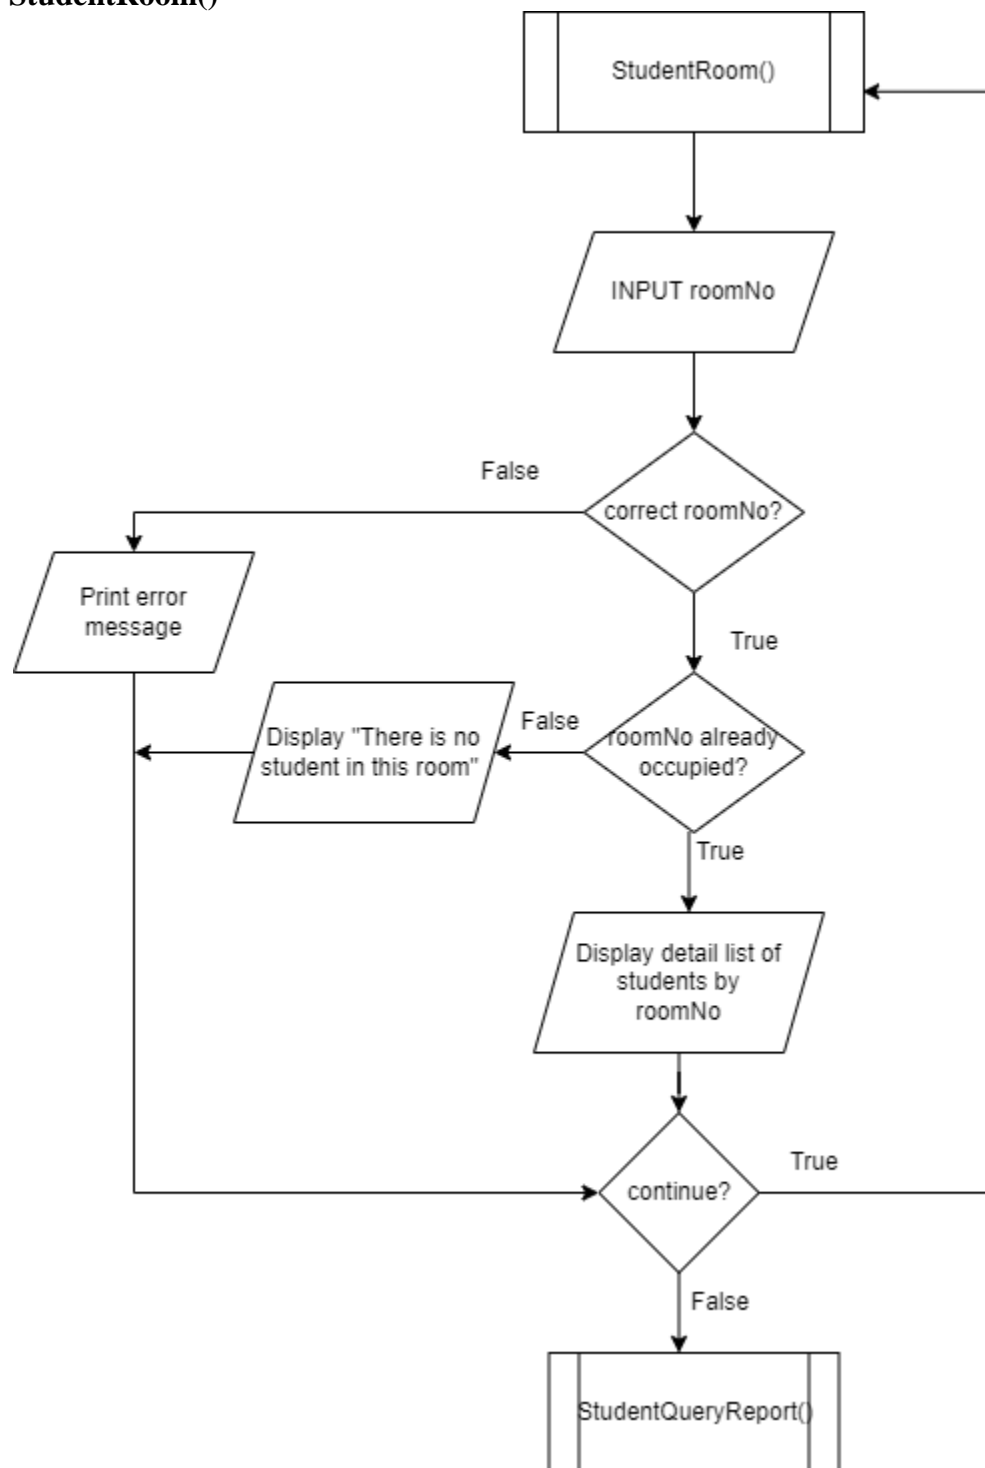 StudentRoom()
StudentRoom()
INPUT roomNo
False
correct roomNo?
Print error
message
True
False
Display "There is no
student in this room"
roomNo already
occupied?
True
Display detail list of
students by
roomNo
True
continue?
False
StudentQueryReport()